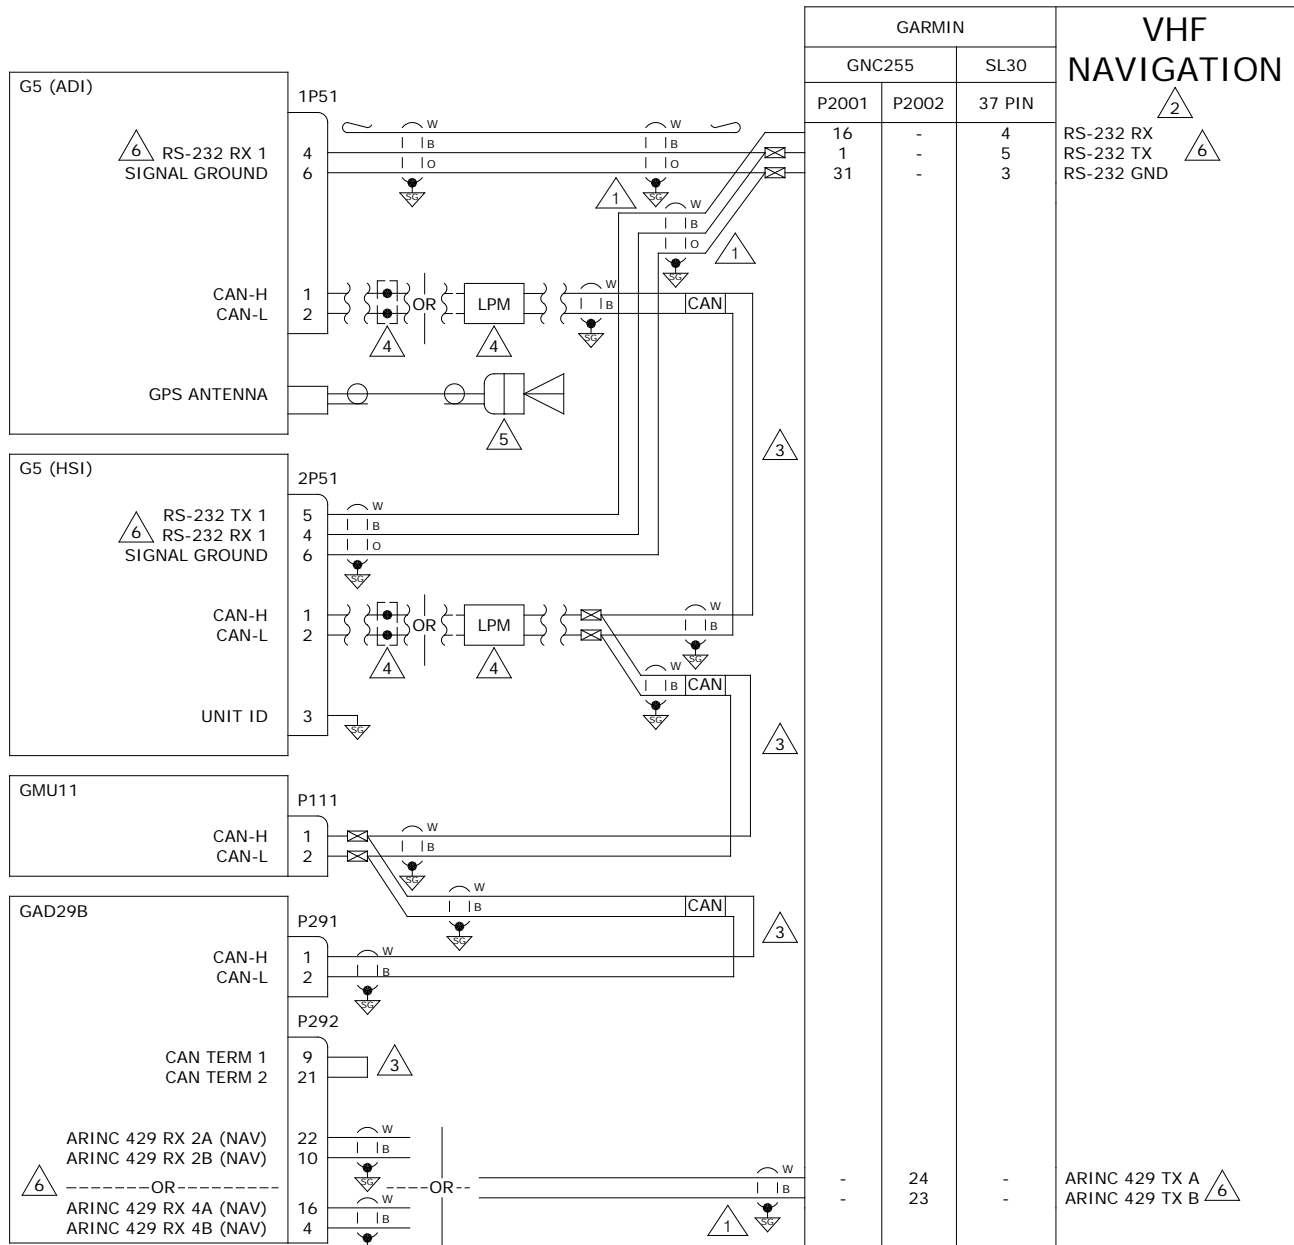 GARMIN
VHF NAVIGATION
GNC255 SL30
P2001 P2002 37 PIN
2
16 - 4 RS-232 RX
1 - 5 RS-232 TX
31 - 3 RS-232 GND
6
G5 (ADI)
1P51
6 RS-232 RX 1 4
SIGNAL GROUND 6
W W
B B
O O
SG SG
1
W
B
O
SG
1
CAN-H 1
CAN-L 2
OR LPM
W
B
SG
CAN
4 4
GPS ANTENNA
5
3
G5 (HSI)
2P51
RS-232 TX 1 5
6 RS-232 RX 1 4
SIGNAL GROUND 6
W
B
O
SG
CAN-H 1
CAN-L 2
OR LPM
W
B
SG
4 4
W
B CAN
SG
UNIT ID 3
SG
3
GMU11
P111
CAN-H 1
CAN-L 2
W
B
SG
W
B
SG
CAN
3
GAD29B
P291
CAN-H 1
CAN-L 2
W
B
SG
P292
CAN TERM 1 9
CAN TERM 2 21
3
ARINC 429 RX 2A (NAV) 22
ARINC 429 RX 2B (NAV) 10
W
B
SG
6 OR
OR
ARINC 429 RX 4A (NAV) 16
ARINC 429 RX 4B (NAV) 4
W
B
W
B
SG
1
- 24 - ARINC 429 TX A
- 23 - ARINC 429 TX B
6